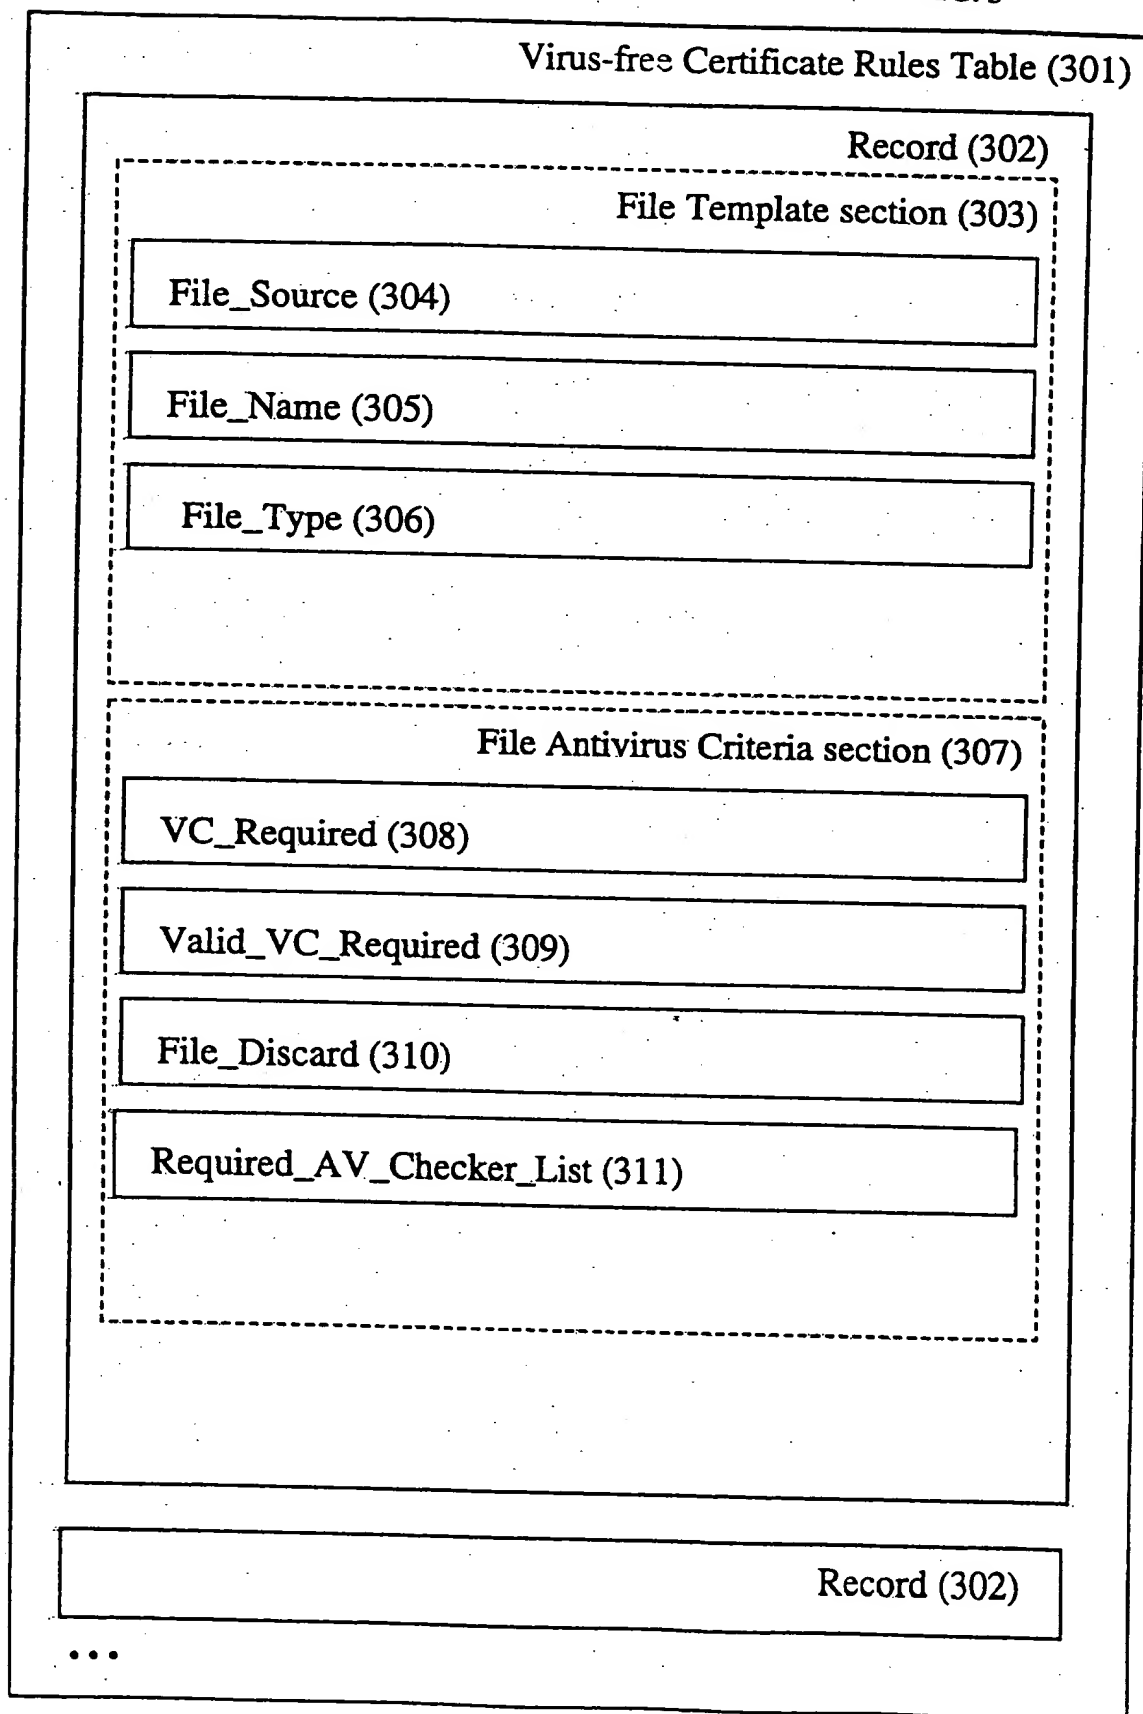 Virus-free Certificate Rules Table (301)
Record (302)
File Template section (303)
File_Source (304)
File_Name (305)
File_Type (306)
File Antivirus Criteria section (307)
VC_Required (308)
Valid_VC_Required (309)
File_Discard (310)
Required_AV_Checker_List (311)
Record (302)
...